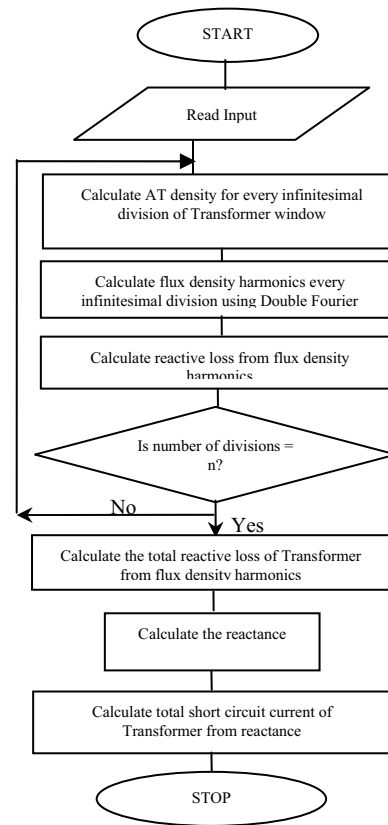 START
Read Input
Calculate AT density for every infinitesimal
division of Transformer window
Calculate flux density harmonics every
infinitesimal division using Double Fourier
Calculate reactive loss from flux density
harmonics
Is number of divisions =
n?
No
Yes
Calculate the total reactive loss of Transformer
from flux density harmonics
Calculate the reactance
Calculate total short circuit current of
Transformer from reactance
STOP